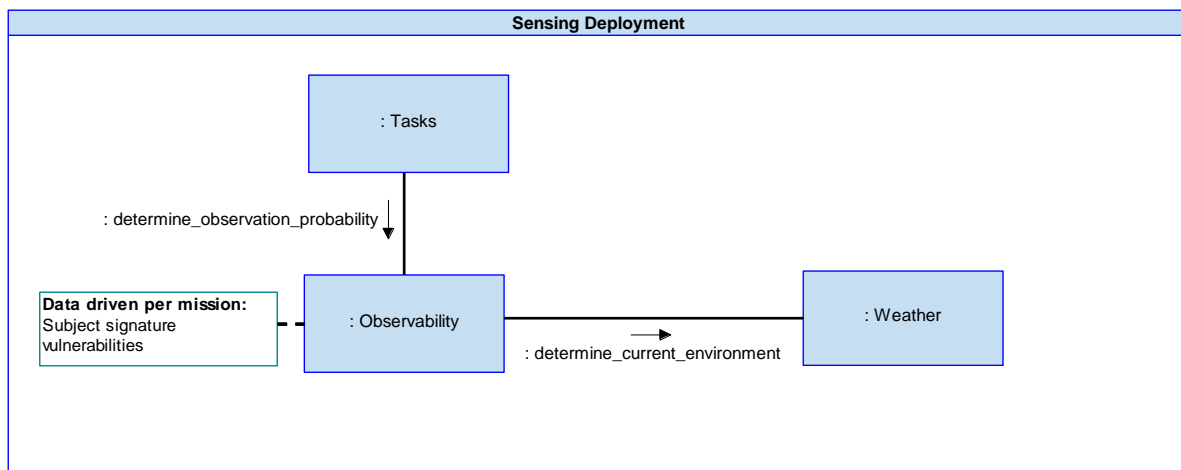 Sensing Deployment
: Tasks
: determine_observation_probability
Data driven per mission:
Subject signature
vulnerabilities
: Observability
: Weather
: determine_current_environment